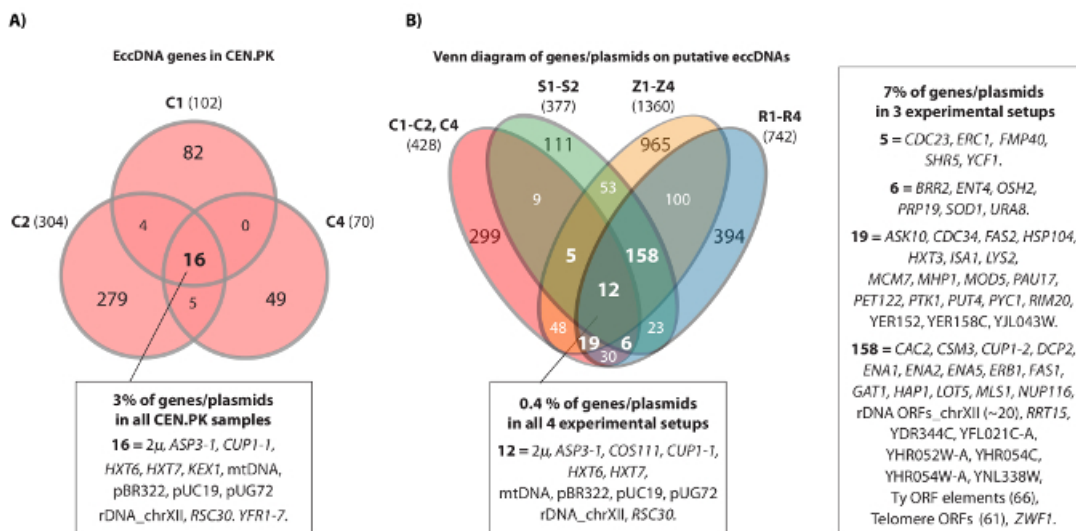 A)
EccDNA genes in CEN.PK
C1 (102)
82
C2 (304)
4
0
C4 (70)
16
279
5
49
3% of genes/plasmids
in all CEN.PK samples
16 = 2µ, ASP3-1, CUP1-1,
HXT6, HXT7, KEX1, mtDNA,
pBR322, pUC19, pUG72
rDNA_chrXII, RSC30. YFR1-7.
B)
Venn diagram of genes/plasmids on putative eccDNAs
S1-S2
(377)
Z1-Z4
(1360)
C1-C2, C4
(428)
R1-R4
(742)
111
965
53
9
100
299
5
158
394
12
48
23
19
6
30
0.4 % of genes/plasmids
in all 4 experimental setups
12 = 2µ, ASP3-1, COS111, CUP1-1,
HXT6, HXT7,
mtDNA, pBR322, pUC19, pUG72
rDNA_chrXII, RSC30.
7% of genes/plasmids
in 3 experimental setups
5 = CDC23, ERC1, FMP40,
SHR5, YCF1.
6 = BRR2, ENT4, OSH2,
PRP19, SOD1, URA8.
19 = ASK10, CDC34, FAS2, HSP104,
HXT3, ISA1, LYS2,
MCM7, MHP1, MOD5, PAU17,
PET122, PTK1, PUT4, PYC1, RIM20,
YER152, YER158C, YJL043W.
158 = CAC2, CSM3, CUP1-2, DCP2,
ENA1, ENA2, ENA5, ERB1, FAS1,
GAT1, HAP1, LOT5, MLS1, NUP116,
rDNA ORFs_chrXII (~20), RRT15,
YDR344C, YFL021C-A,
YHR052W-A, YHR054C,
YHR054W-A, YNL338W,
Ty ORF elements (66),
Telomere ORFs (61), ZWF1.